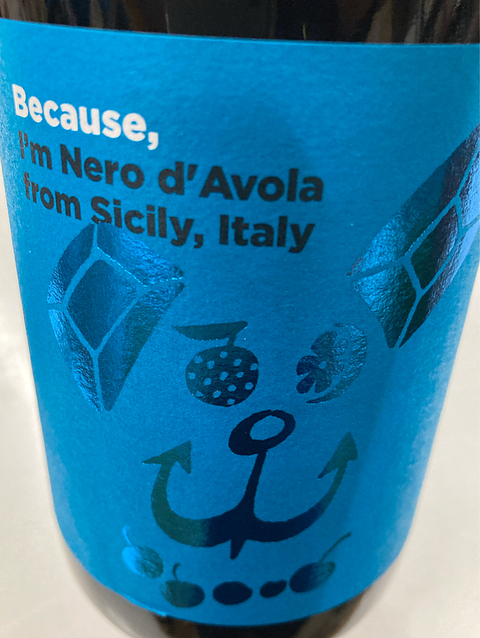 Because,
I'm Nero d'Avola
from Sicily, Italy